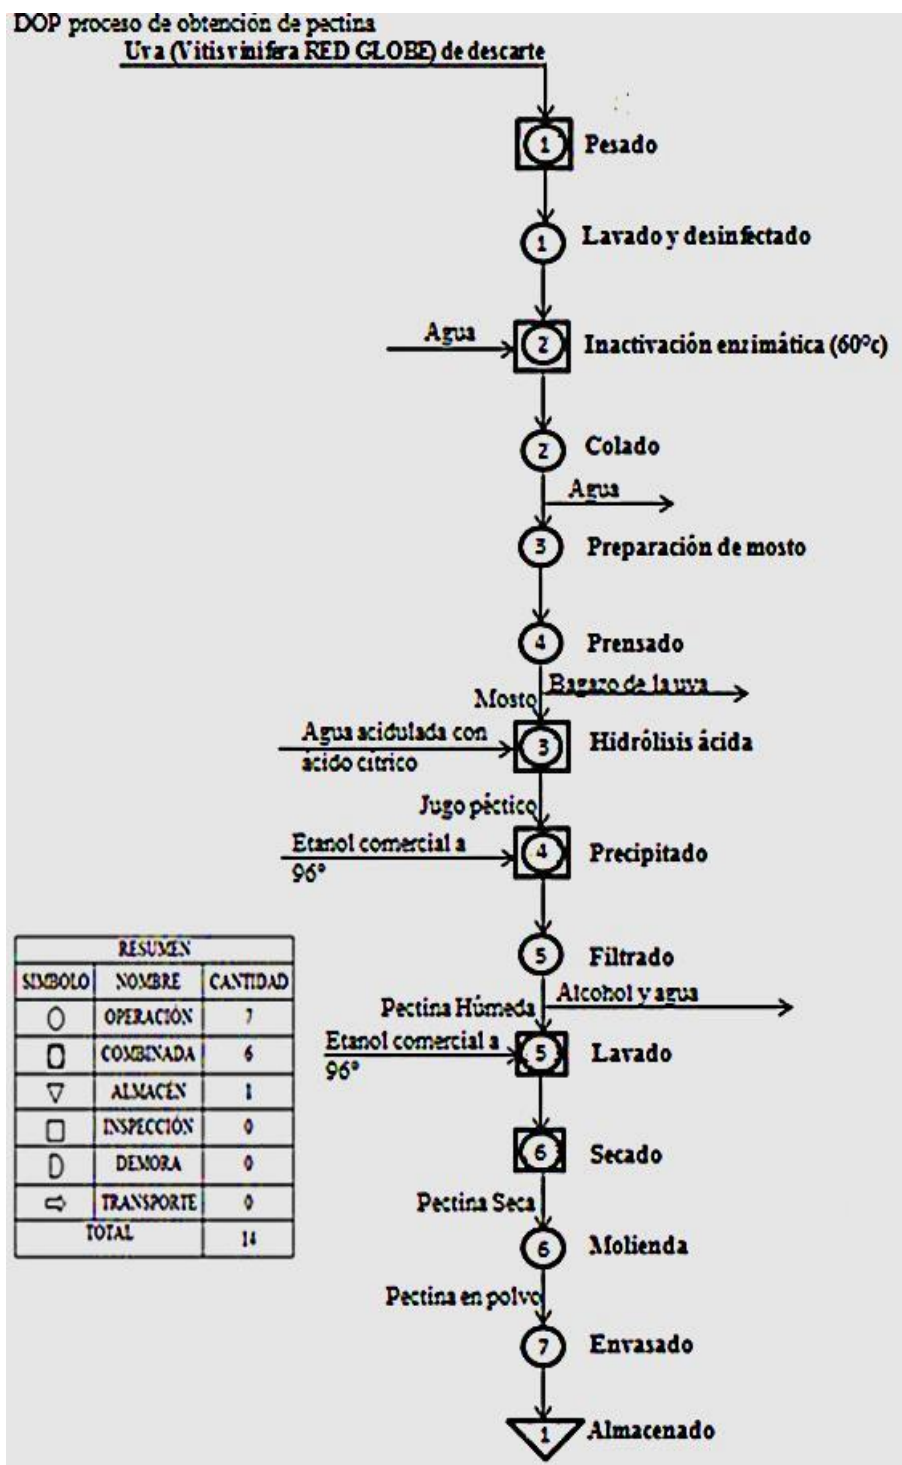 DOP proceso de obtención de pectina
Uva (Vitis vinifera RED GLOBE) de descarte
1 Pesado
1 Lavado y desinfectado
Agua
2 Inactivación enzimática (60°c)
2 Colado
Agua
3 Preparación de mosto
4 Prensado
Bagazo de la uva
Mosto
Agua acidulada con
ácido cítrico
3 Hidrólisis ácida
Jugo péctico
Etanol comercial a
96°
4 Precipitado
5 Filtrado
Alcohol y agua
Pectina Húmeda
Etanol comercial a
96°
5 Lavado
6 Secado
Pectina Seca
6 Molienda
Pectina en polvo
7 Envasado
1 Almacenado
RESUMEN
SIMBOLO NOMBRE CANTIDAD
OPERACIÓN 7
COMBINADA 6
ALMACÉN 1
INSPECCIÓN 0
DEMORA 0
TRANSPORTE 0
TOTAL 14